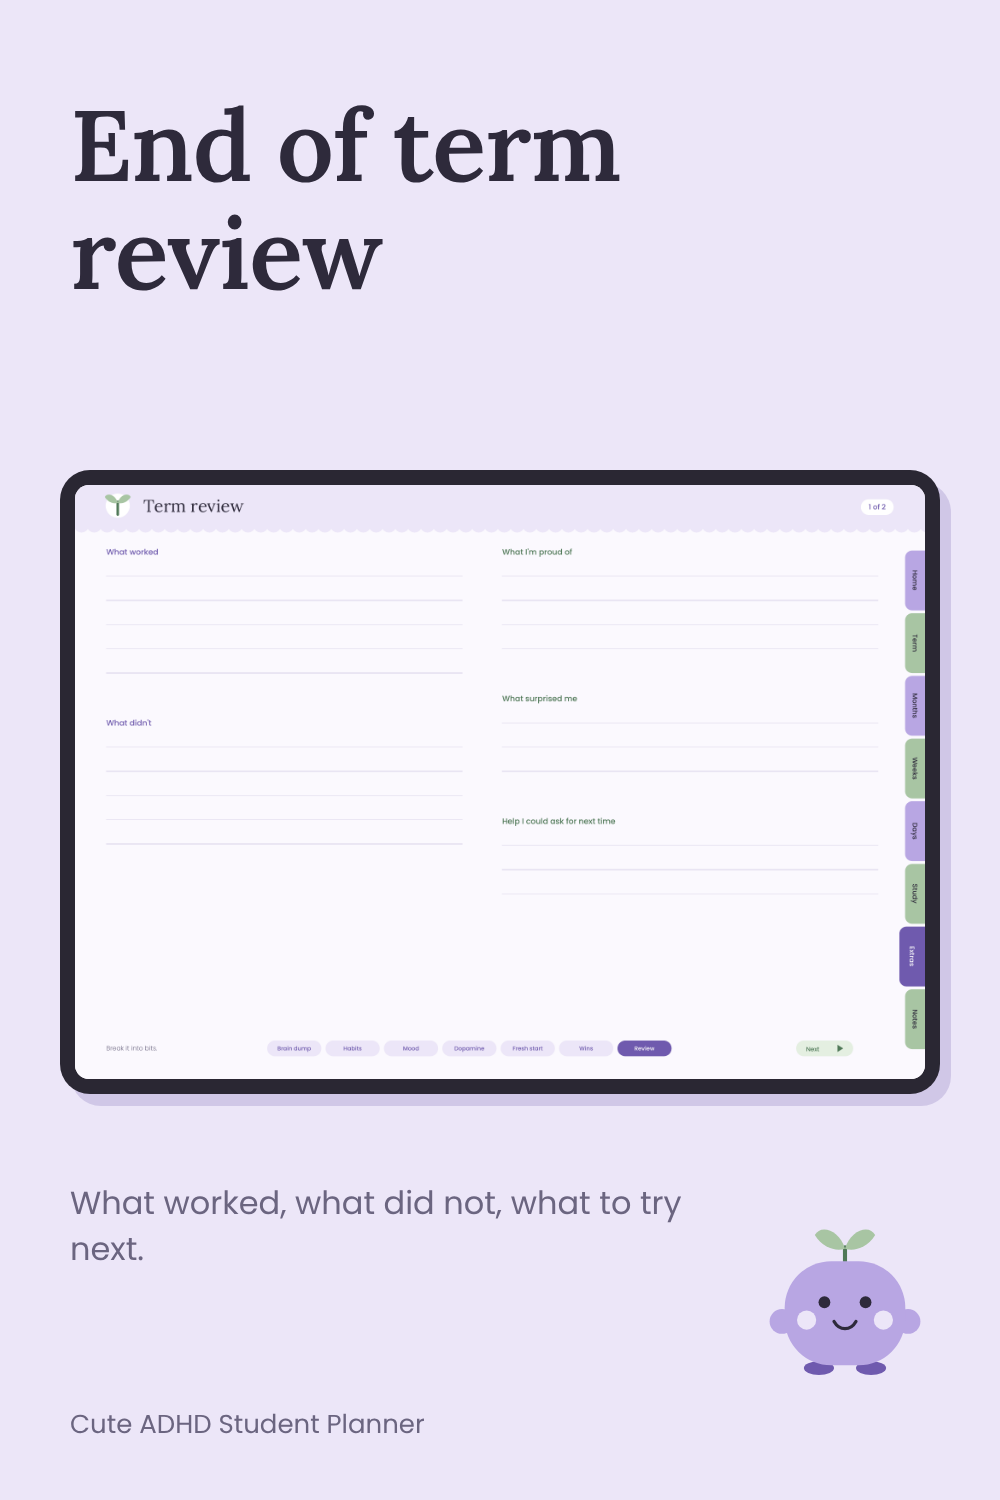 End of term
review
Term review
1 of 2
What worked
What I'm proud of
What surprised me
What didn't
Help I could ask for next time
Home
Term
Months
Weeks
Days
Study
Extras
Notes
Break it into bits.
Brain dump
Habits
Mood
Dopamine
Fresh start
Wins
Review
Next
What worked, what did not, what to try
next.
Cute ADHD Student Planner